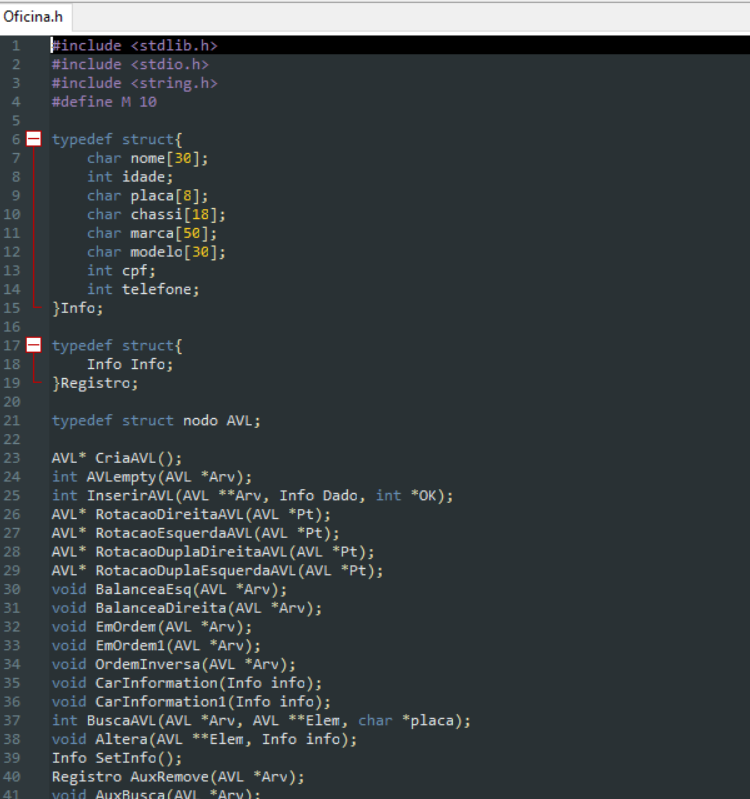 Oficina.h
1 #include <stdlib.h>
2 #include <stdio.h>
3 #include <string.h>
4 #define M 10
5
6 typedef struct{
7 char nome[30];
8 int idade;
9 char placa[8];
10 char chassi[18];
11 char marca[50];
12 char modelo[30];
13 int cpf;
14 int telefone;
15 }Info;
16
17 typedef struct{
18 Info Info;
19 }Registro;
20
21 typedef struct nodo AVL;
22
23 AVL* CriaAVL();
24 int AVLempty(AVL *Arv);
25 int InserirAVL(AVL **Arv, Info Dado, int *OK);
26 AVL* RotacaoDireitaAVL(AVL *Pt);
27 AVL* RotacaoEsquerdaAVL(AVL *Pt);
28 AVL* RotacaoDuplaDireitaAVL(AVL *Pt);
29 AVL* RotacaoDuplaEsquerdaAVL(AVL *Pt);
30 void BalanceaEsq(AVL *Arv);
31 void BalanceaDireita(AVL *Arv);
32 void EmOrdem(AVL *Arv);
33 void EmOrdem1(AVL *Arv);
34 void OrdemInversa(AVL *Arv);
35 void CarInformation(Info info);
36 void CarInformation1(Info info);
37 int BuscaAVL(AVL *Arv, AVL **Elem, char *placa);
38 void Altera(AVL **Elem, Info info);
39 Info SetInfo();
40 Registro AuxRemove(AVL *Arv);
41 void AuxBusca(AVL *Arv);